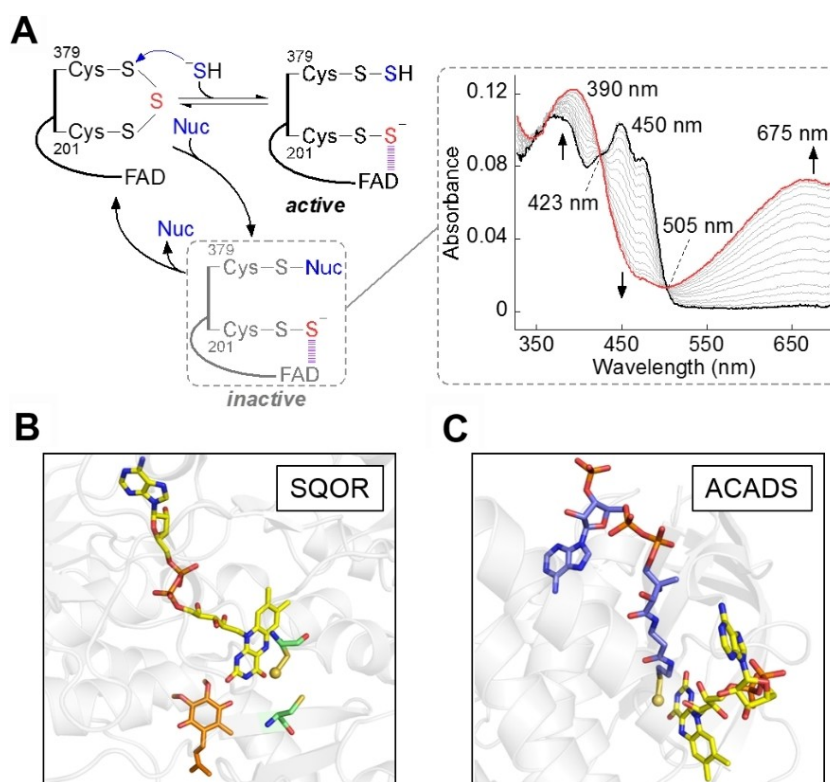 A
379
Cys—S
S
Cys—S
201
FAD
⁻SH
Nuc
379
Cys—S—SH
Cys—S—S⁻
201
FAD
active
Nuc
379
Cys—S—Nuc
Cys—S—S⁻
201
FAD
inactive
0.12
0.08
0.04
0
Absorbance
390 nm
450 nm
675 nm
423 nm
505 nm
350
450
550
650
Wavelength (nm)
B
SQOR
C
ACADS